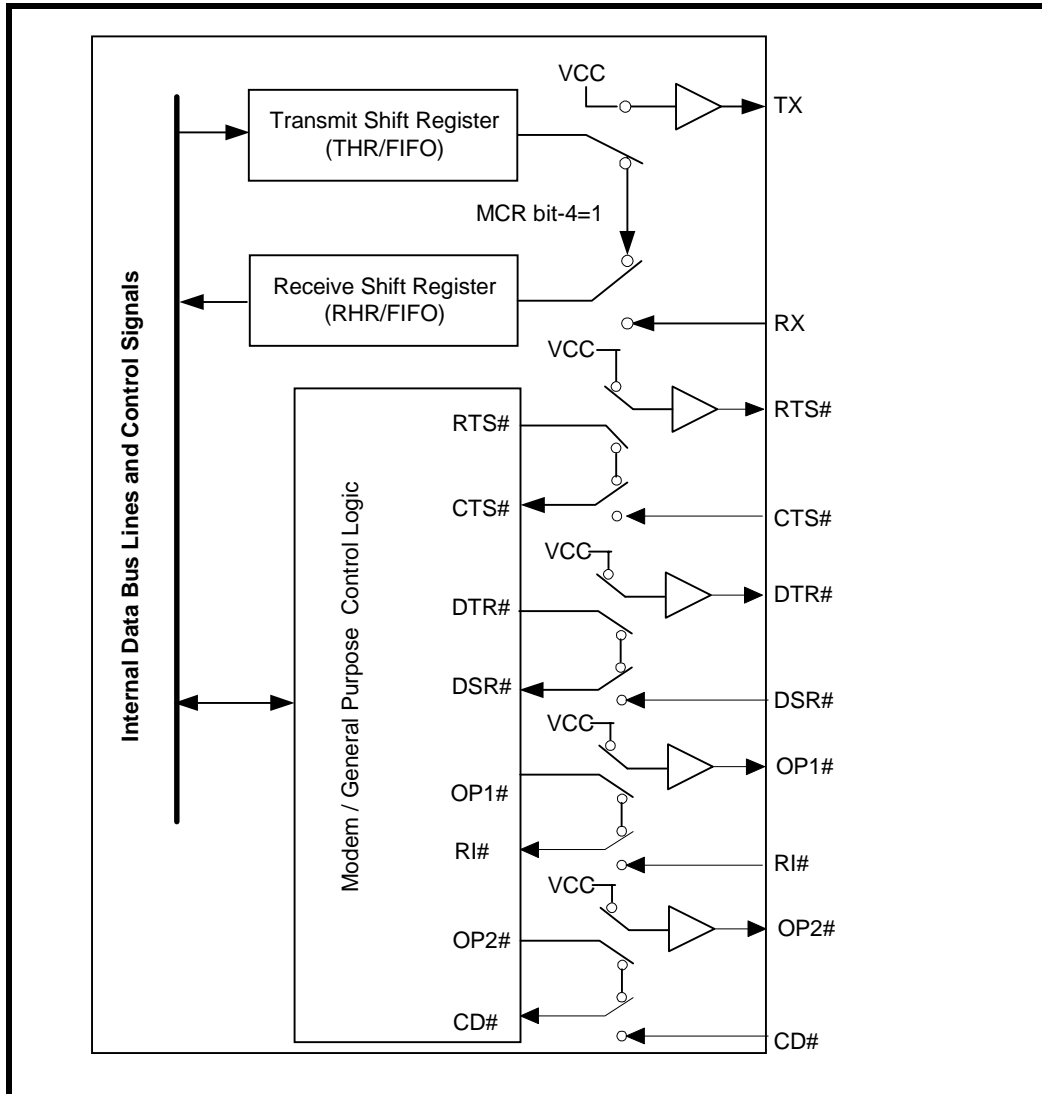 VCC
TX
Transmit Shift Register
(THR/FIFO)
MCR bit-4=1
Receive Shift Register
(RHR/FIFO)
RX
VCC
RTS#
RTS#
CTS#
CTS#
VCC
DTR#
DTR#
DSR#
DSR#
VCC
OP1#
OP1#
RI#
RI#
VCC
OP2#
OP2#
CD#
CD#
Internal Data Bus Lines and Control Signals
Modem / General Purpose Control Logic